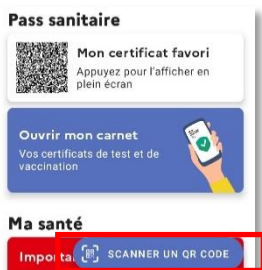 Pass sanitaire
Mon certificat favori
Appuyez pour l'afficher en
plein écran
Ouvrir mon carnet
Vos certificats de test et de
vaccination
Ma santé
SCANNER UN QR CODE